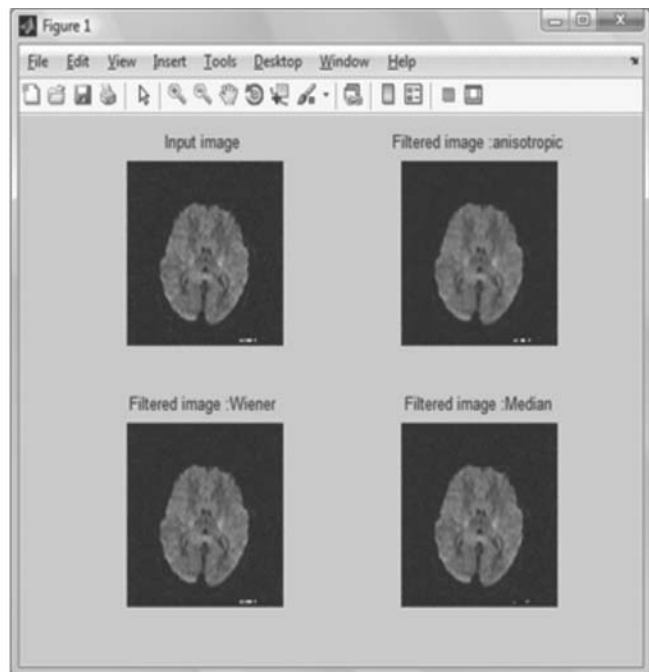 Figure 1
File Edit View Insert Tools Desktop Window Help
Input image
Filtered image :anisotropic
Filtered image :Wiener
Filtered image :Median